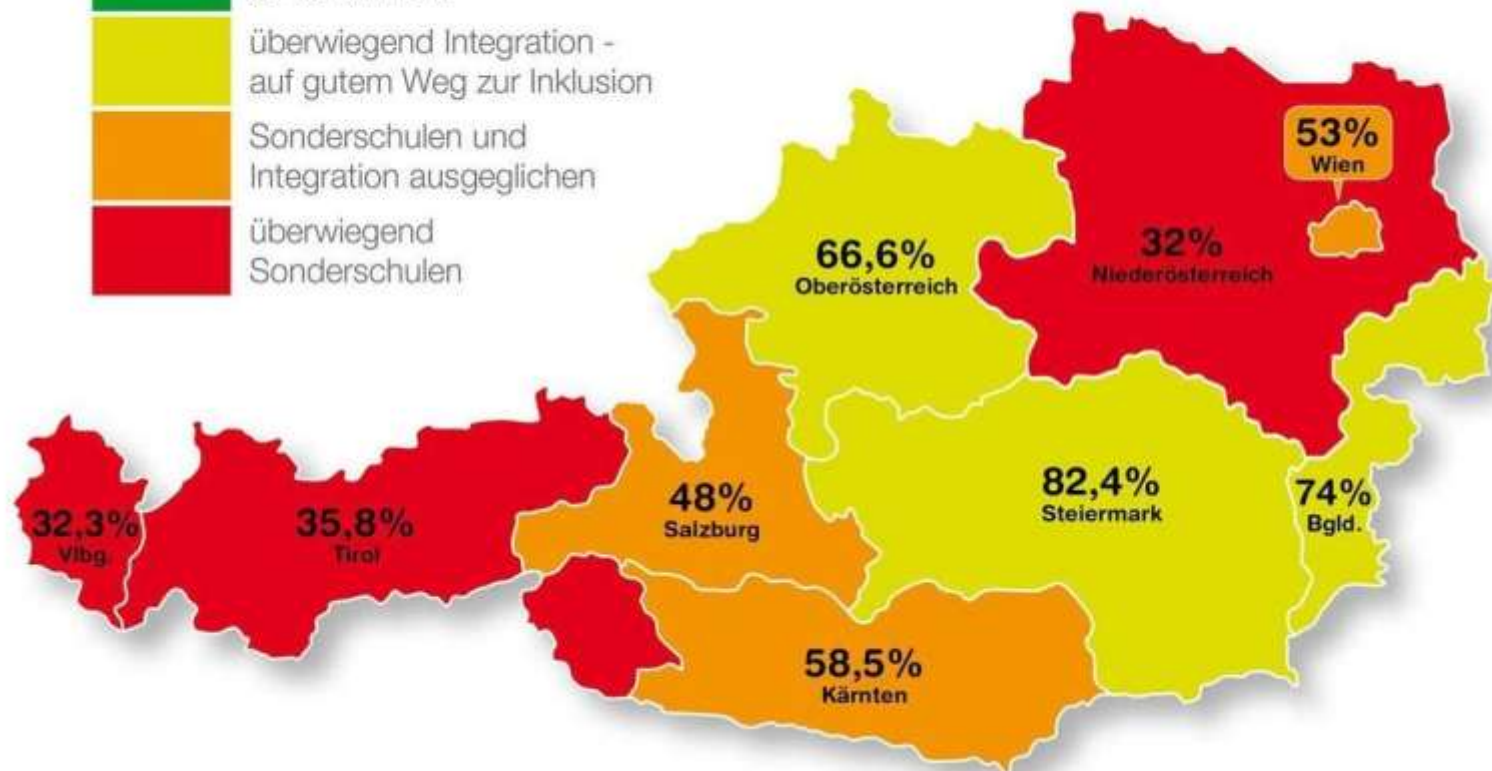 überwiegend Integration -
auf gutem Weg zur Inklusion
Sonderschulen und
Integration ausgeglichen
überwiegend
Sonderschulen
53%
Wien
66,6%
Oberösterreich
32%
Niederösterreich
82,4%
Steiermark
74%
Bgld.
48%
Salzburg
32,3%
Vlbg.
35,8%
Tirol
58,5%
Kärnten